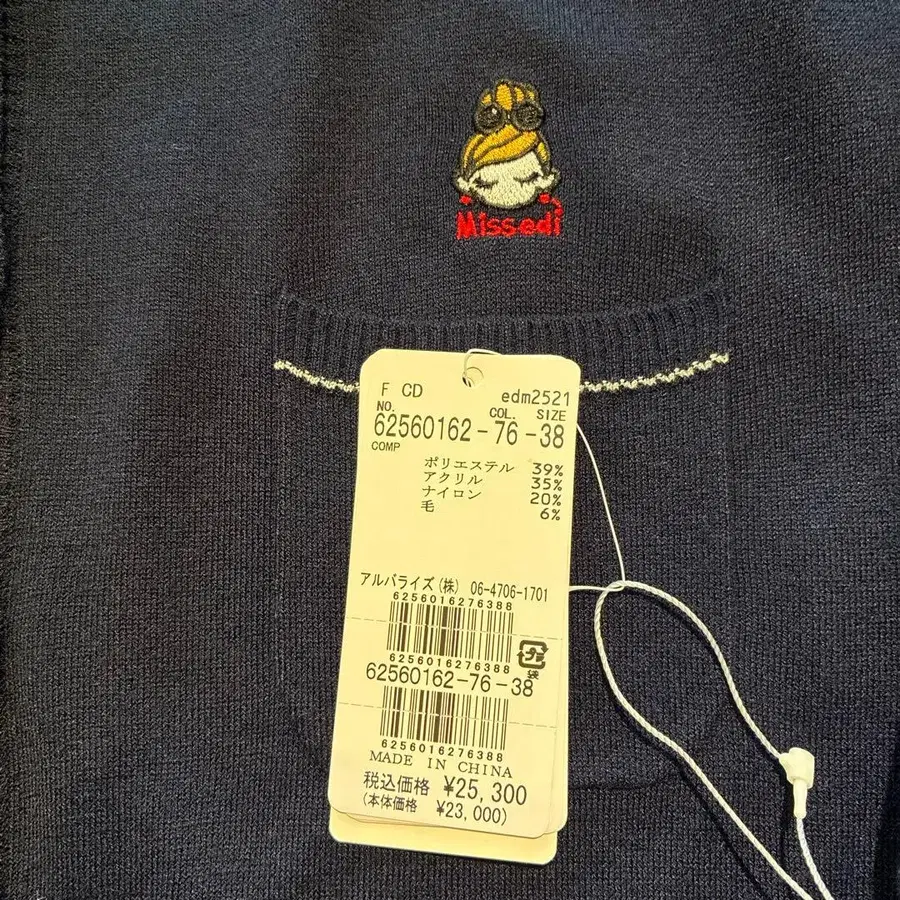 Missedi
F CD edm2521
NO. COL. SIZE
62560162-76-38
COMP
ポリエステル 39%
アクリル 35%
ナイロン 20%
毛 6%
アルバライズ(株) 06-4706-1701
6256016276388
6256016276388
プラ
袋
62560162-76-38
6256016276388
MADE IN CHINA
税込価格 ¥25,300
(本体価格 ¥23,000)